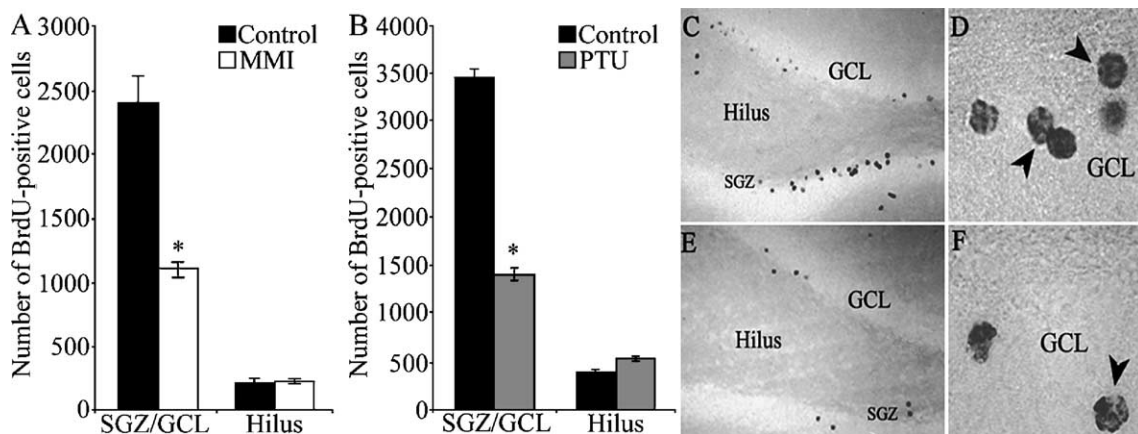 A
Number of BrdU-positive cells
3000
2500
2000
1500
1000
500
0
Control
MMI
*
SGZ/GCL
Hilus
B
Number of BrdU-positive cells
4000
3500
3000
2500
2000
1500
1000
500
0
Control
PTU
*
SGZ/GCL
Hilus
C
GCL
Hilus
SGZ
D
GCL
E
GCL
Hilus
SGZ
F
GCL